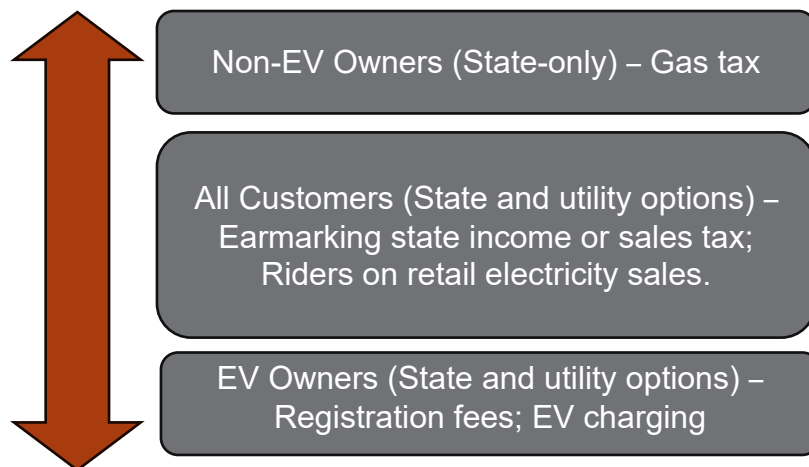 Non-EV Owners (State-only) – Gas tax
All Customers (State and utility options) –
Earmarking state income or sales tax;
Riders on retail electricity sales.
EV Owners (State and utility options) –
Registration fees; EV charging